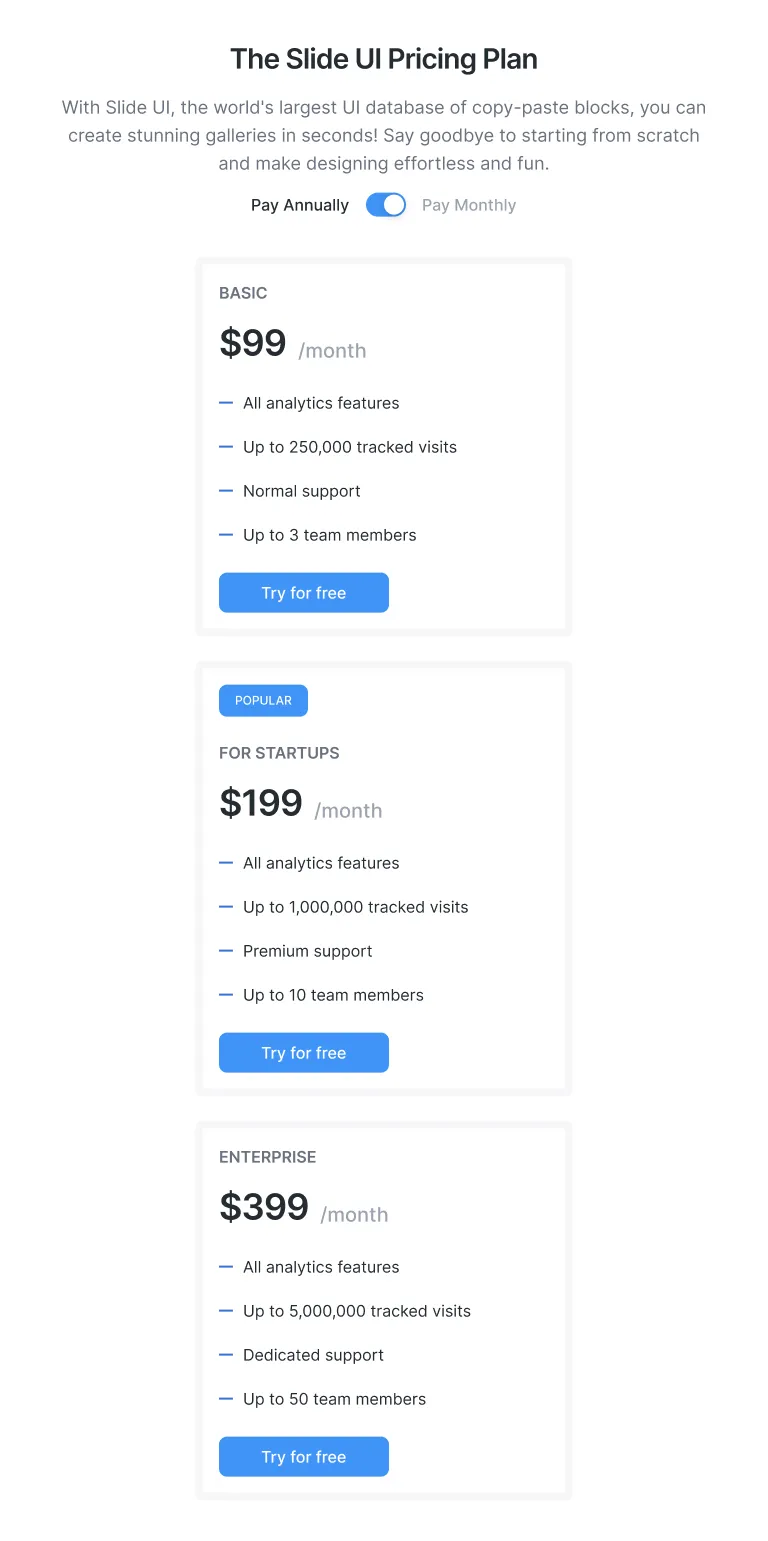 The Slide UI Pricing Plan
With Slide UI, the world's largest UI database of copy-paste blocks, you can
create stunning galleries in seconds! Say goodbye to starting from scratch
and make designing effortless and fun.
Pay Annually Pay Monthly
BASIC
$99 /month
All analytics features
Up to 250,000 tracked visits
Normal support
Up to 3 team members
Try for free
POPULAR
FOR STARTUPS
$199 /month
All analytics features
Up to 1,000,000 tracked visits
Premium support
Up to 10 team members
Try for free
ENTERPRISE
$399 /month
All analytics features
Up to 5,000,000 tracked visits
Dedicated support
Up to 50 team members
Try for free